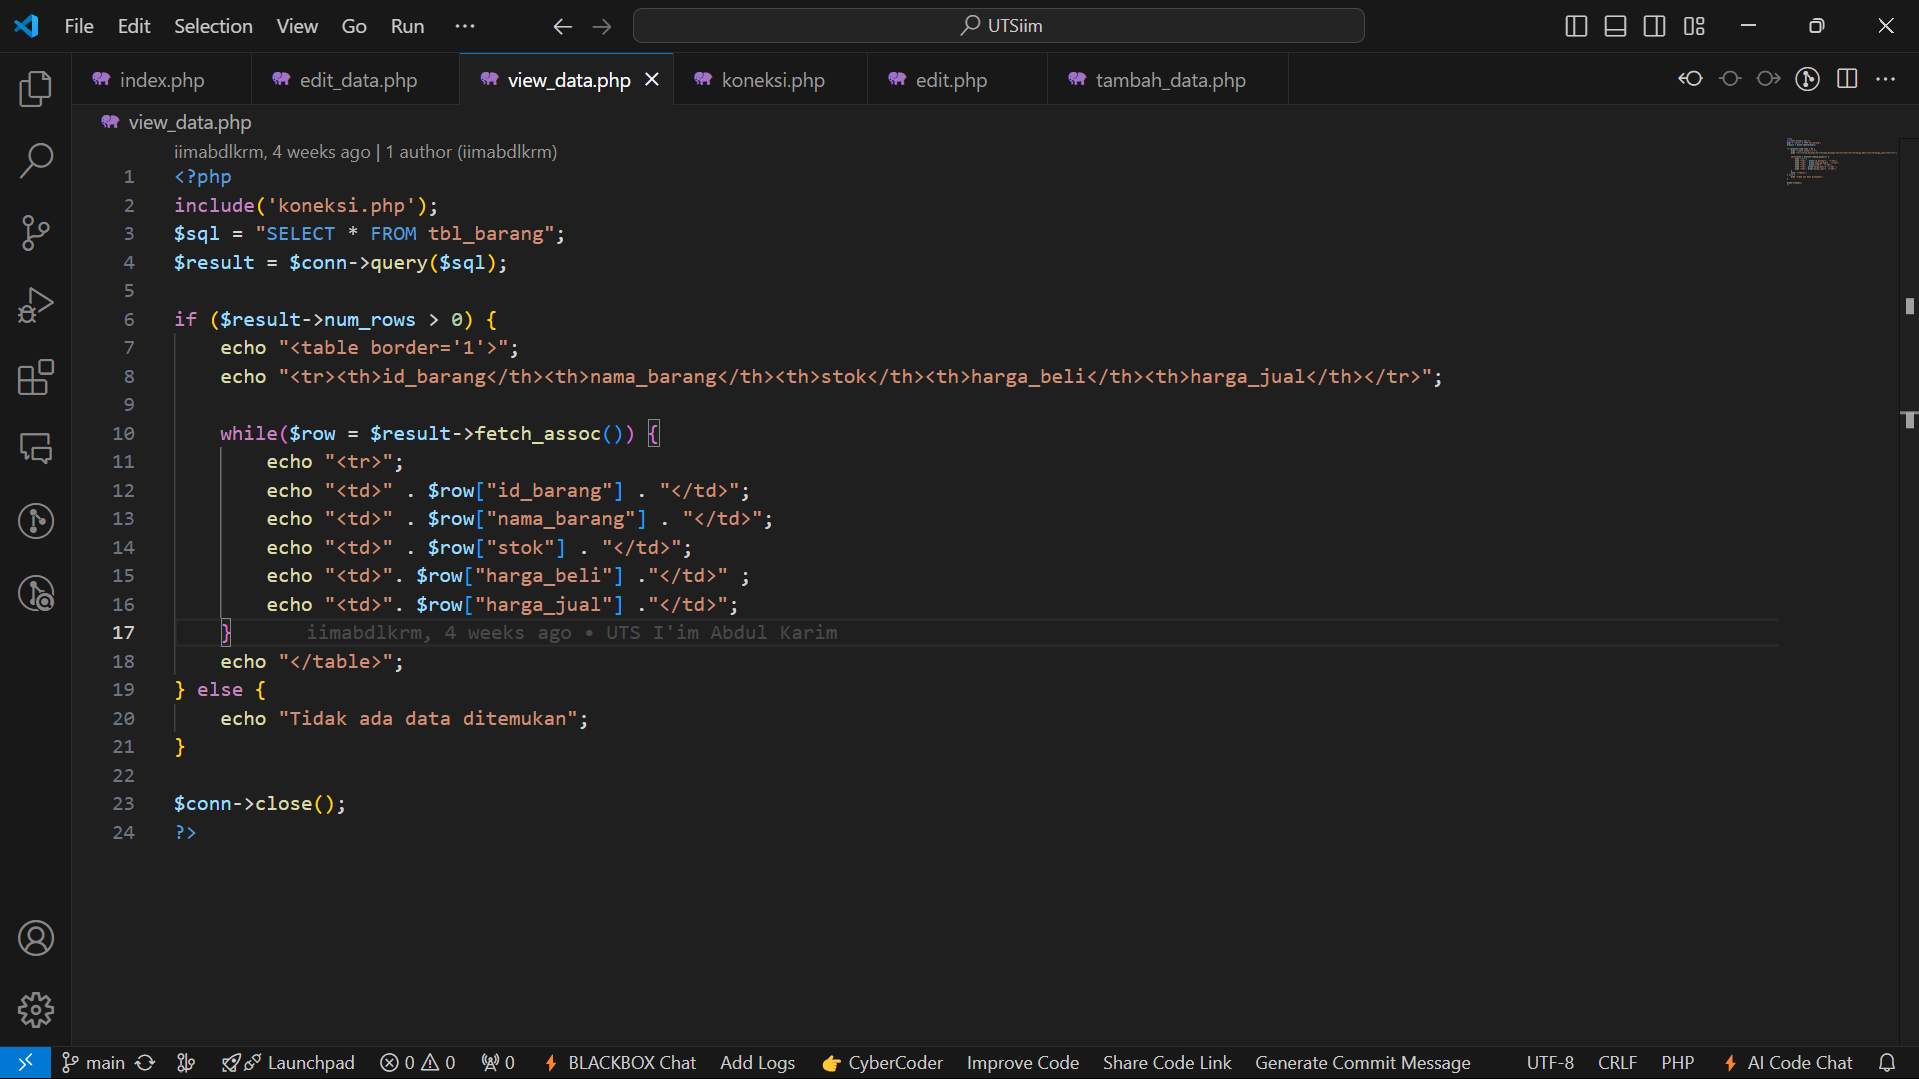 File Edit Selection View Go Run ··· UTSiim
index.php edit_data.php view_data.php koneksi.php edit.php tambah_data.php
view_data.php
iimabdlkrm, 4 weeks ago | 1 author (iimabdlkrm)
1 <?php
2 include('koneksi.php');
3 $sql = "SELECT * FROM tbl_barang";
4 $result = $conn->query($sql);
5
6 if ($result->num_rows > 0) {
7 echo "<table border='1'>";
8 echo "<tr><th>id_barang</th><th>nama_barang</th><th>stok</th><th>harga_beli</th><th>harga_jual</th></tr>";
9
10 while($row = $result->fetch_assoc()) {
11 echo "<tr>";
12 echo "<td>" . $row["id_barang"] . "</td>";
13 echo "<td>" . $row["nama_barang"] . "</td>";
14 echo "<td>" . $row["stok"] . "</td>";
15 echo "<td>". $row["harga_beli"] ."</td>" ;
16 echo "<td>". $row["harga_jual"] ."</td>";
17 } iimabdlkrm, 4 weeks ago • UTS I'im Abdul Karim
18 echo "</table>";
19 } else {
20 echo "Tidak ada data ditemukan";
21 }
22
23 $conn->close();
24 ?>
main Launchpad 0 0 0 BLACKBOX Chat Add Logs CyberCoder Improve Code Share Code Link Generate Commit Message UTF-8 CRLF PHP AI Code Chat